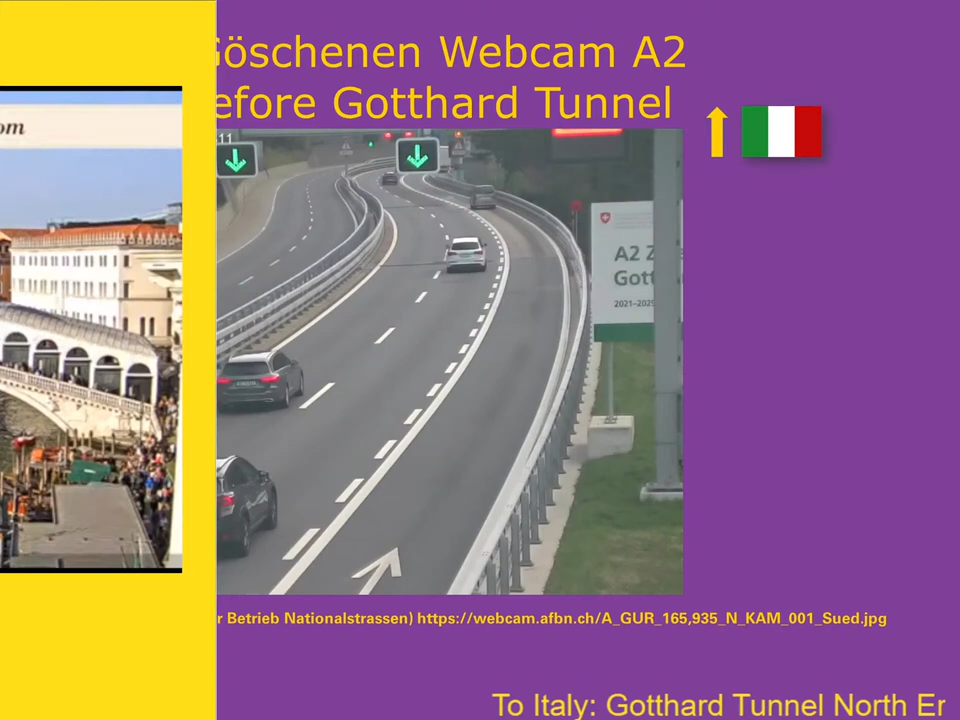 Göschenen Webcam A2
efore Gotthard Tunnel
om
11
A2 Z
Gott
2021–2029
r Betrieb Nationalstrassen) https://webcam.afbn.ch/A_GUR_165,935_N_KAM_001_Sued.jpg
To Italy: Gotthard Tunnel North Er